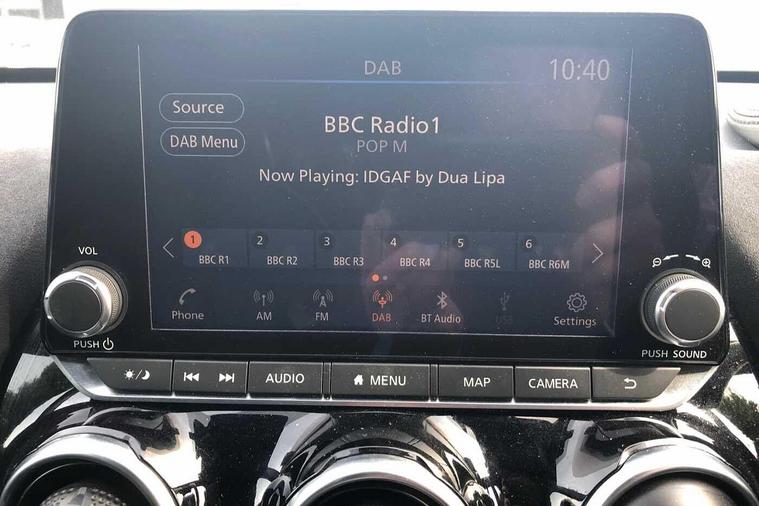 DAB
10:40
Source
DAB Menu
BBC Radio1
POP M
Now Playing: IDGAF by Dua Lipa
1 2 3 4 5 6
BBC R1 BBC R2 BBC R3 BBC R4 BBC R5L BBC R6M
VOL
PUSH
Phone AM FM DAB BT Audio USB Settings
PUSH SOUND
AUDIO MENU MAP CAMERA